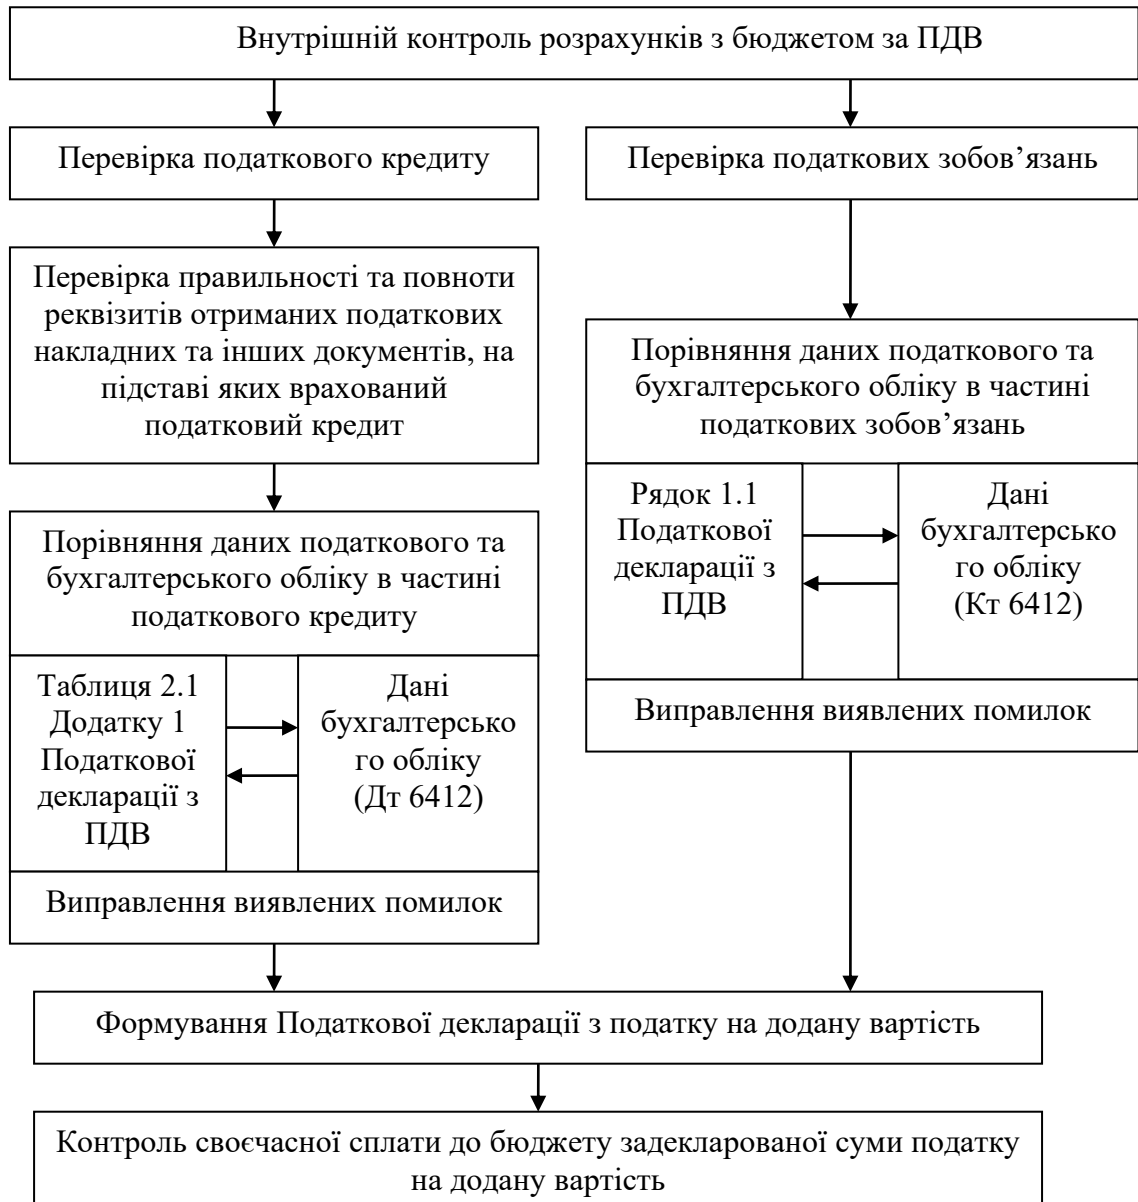 Внутрішній контроль розрахунків з бюджетом за ПДВ
Перевірка податкового кредиту
Перевірка податкових зобов’язань
Перевірка правильності та повноти
реквізитів отриманих податкових
накладних та інших документів, на
підставі яких врахований
податковий кредит
Порівняння даних податкового та
бухгалтерського обліку в частині
податкового кредиту
Таблиця 2.1
Додатку 1
Податкової
декларації з
ПДВ
Дані
бухгалтерсько
го обліку
(Дт 6412)
Виправлення виявлених помилок
Порівняння даних податкового та
бухгалтерського обліку в частині
податкових зобов’язань
Рядок 1.1
Податкової
декларації з
ПДВ
Дані
бухгалтерсько
го обліку
(Кт 6412)
Виправлення виявлених помилок
Формування Податкової декларації з податку на додану вартість
Контроль своєчасної сплати до бюджету задекларованої суми податку
на додану вартість